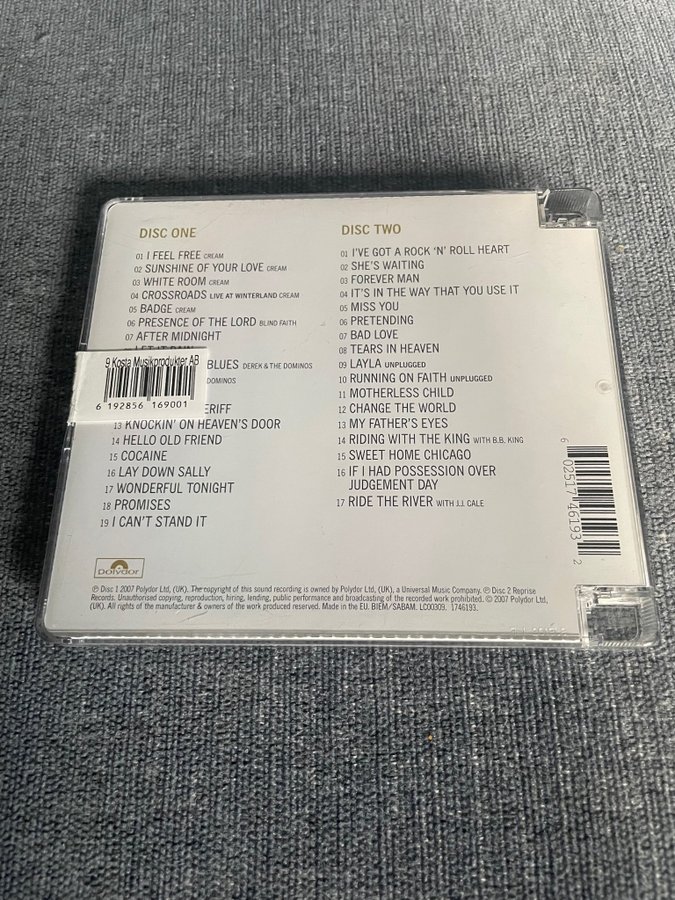 DISC ONE
01 I FEEL FREE CREAM
02 SUNSHINE OF YOUR LOVE CREAM
03 WHITE ROOM CREAM
04 CROSSROADS LIVE AT WINTERLAND CREAM
05 BADGE CREAM
06 PRESENCE OF THE LORD BLIND FAITH
07 AFTER MIDNIGHT
LET IT RAIN
BLUES DEREK & THE DOMINOS
DOMINOS
ERIFF
13 KNOCKIN' ON HEAVEN'S DOOR
14 HELLO OLD FRIEND
15 COCAINE
16 LAY DOWN SALLY
17 WONDERFUL TONIGHT
18 PROMISES
19 I CAN'T STAND IT
9 Kosta Musikprodukter AB
6 192856 169001
DISC TWO
01 I'VE GOT A ROCK 'N' ROLL HEART
02 SHE'S WAITING
03 FOREVER MAN
04 IT'S IN THE WAY THAT YOU USE IT
05 MISS YOU
06 PRETENDING
07 BAD LOVE
08 TEARS IN HEAVEN
09 LAYLA UNPLUGGED
10 RUNNING ON FAITH UNPLUGGED
11 MOTHERLESS CHILD
12 CHANGE THE WORLD
13 MY FATHER'S EYES
14 RIDING WITH THE KING WITH B.B. KING
15 SWEET HOME CHICAGO
16 IF I HAD POSSESSION OVER
JUDGEMENT DAY
17 RIDE THE RIVER WITH J.J. CALE
6 02517 46193 2
Polydor
℗ Disc 1 2007 Polydor Ltd, (UK). The copyright of this sound recording is owned by Polydor Ltd, (UK), a Universal Music Company. ℗ Disc 2 Reprise
Records. Unauthorised copying, reproduction, hiring, lending, public performance and broadcasting of the recorded work prohibited. © 2007 Polydor Ltd,
(UK). All rights of the manufacturer & owners of the work produced reserved. Made in the EU. BIEM/SABAM. LC00309. 1746193.